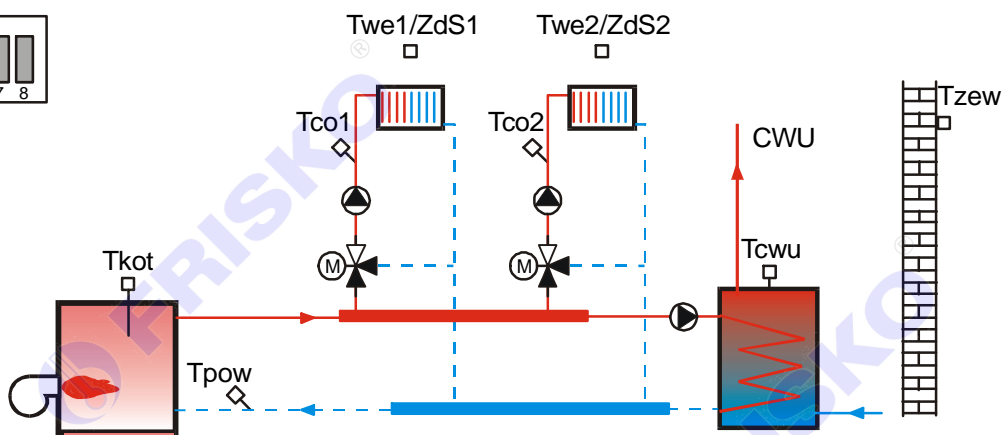 Twe1/ZdS1
Twe2/ZdS2
8
Tzew
Tco1
Tco2
CWU
M
M
Tkot
Tcwu
Tpow
FRISKO
®
®